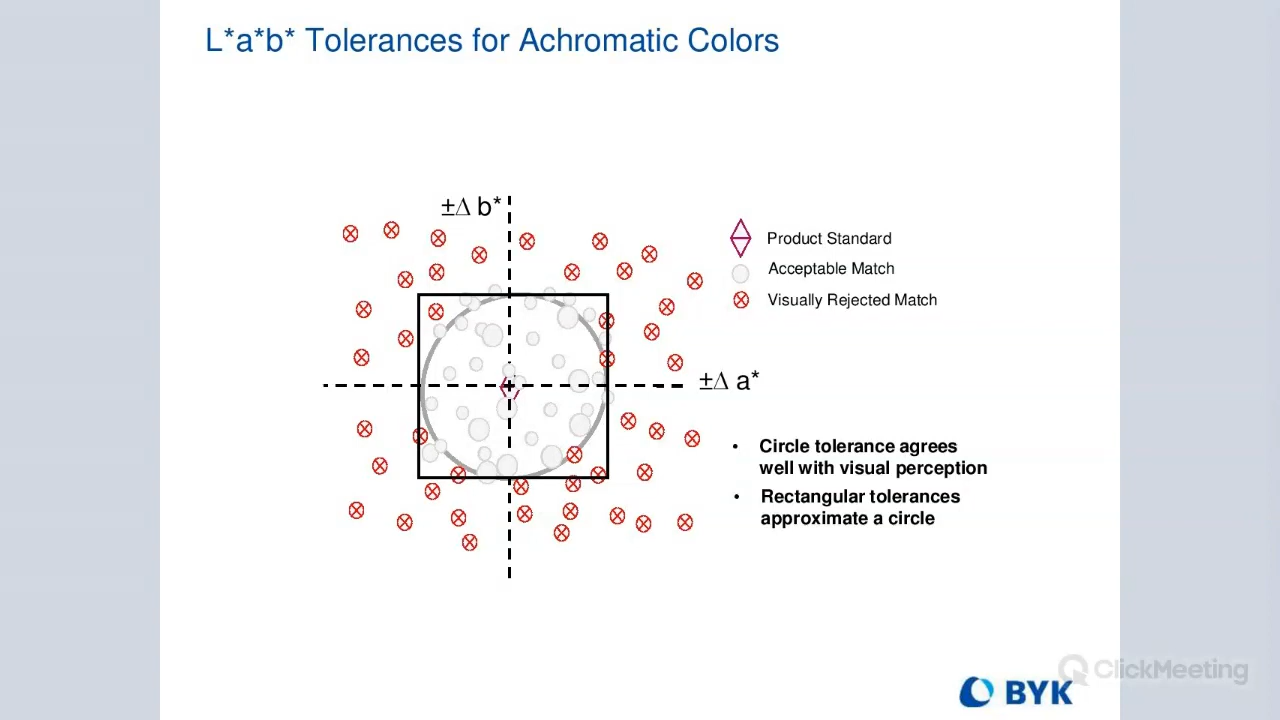 L*a*b* Tolerances for Achromatic Colors
±Δ b*
Product Standard
Acceptable Match
Visually Rejected Match
±Δ a*
• Circle tolerance agrees
well with visual perception
• Rectangular tolerances
approximate a circle
ClickMeeting
BYK